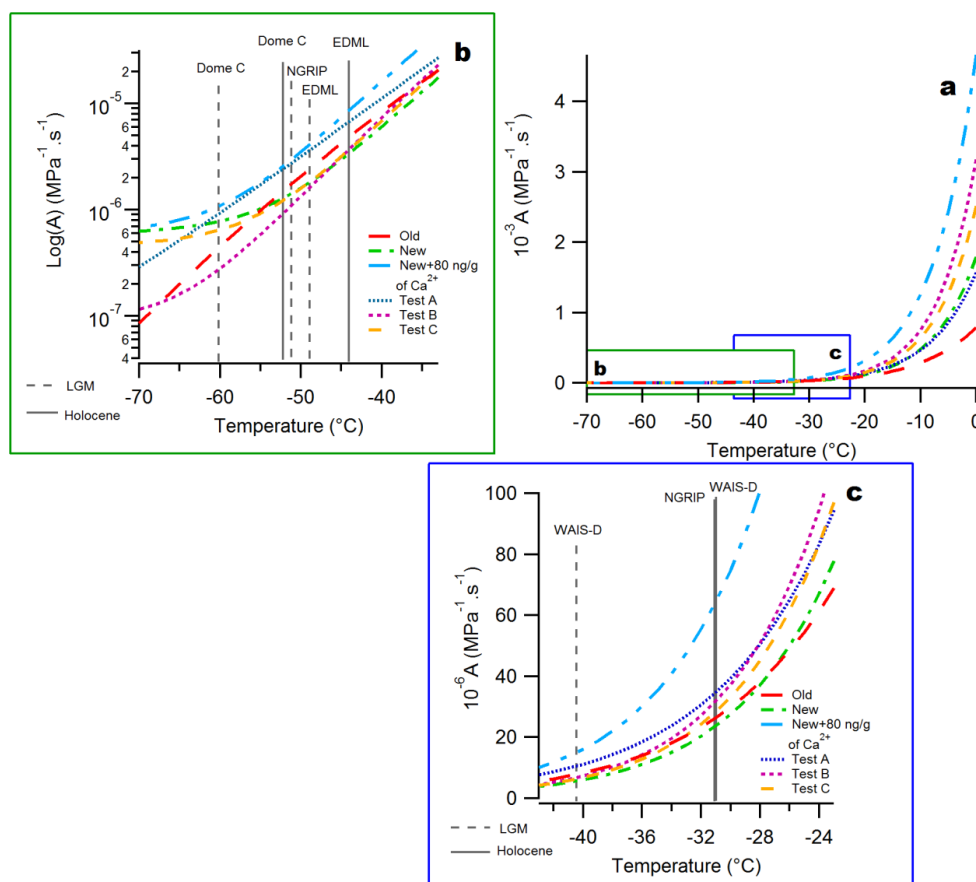 Dome C
EDML
b
Dome C
NGRIP
EDML
Log(A) (MPa⁻¹.s⁻¹)
2
10⁻⁵
6
4
2
10⁻⁶
6
4
2
10⁻⁷
6
4
Old
New
New+80 ng/g
of Ca²⁺
Test A
Test B
Test C
-70
-60
-50
-40
LGM
Holocene
Temperature (°C)
a
10⁻³A (MPa⁻¹.s⁻¹)
4
3
2
1
0
b
c
-70
-60
-50
-40
-30
-20
-10
0
Temperature (°C)
WAIS-D
NGRIP
WAIS-D
c
10⁻⁶A (MPa⁻¹.s⁻¹)
100
80
60
40
20
0
Old
New
New+80 ng/g
of Ca²⁺
Test A
Test B
Test C
-40
-36
-32
-28
-24
LGM
Holocene
Temperature (°C)